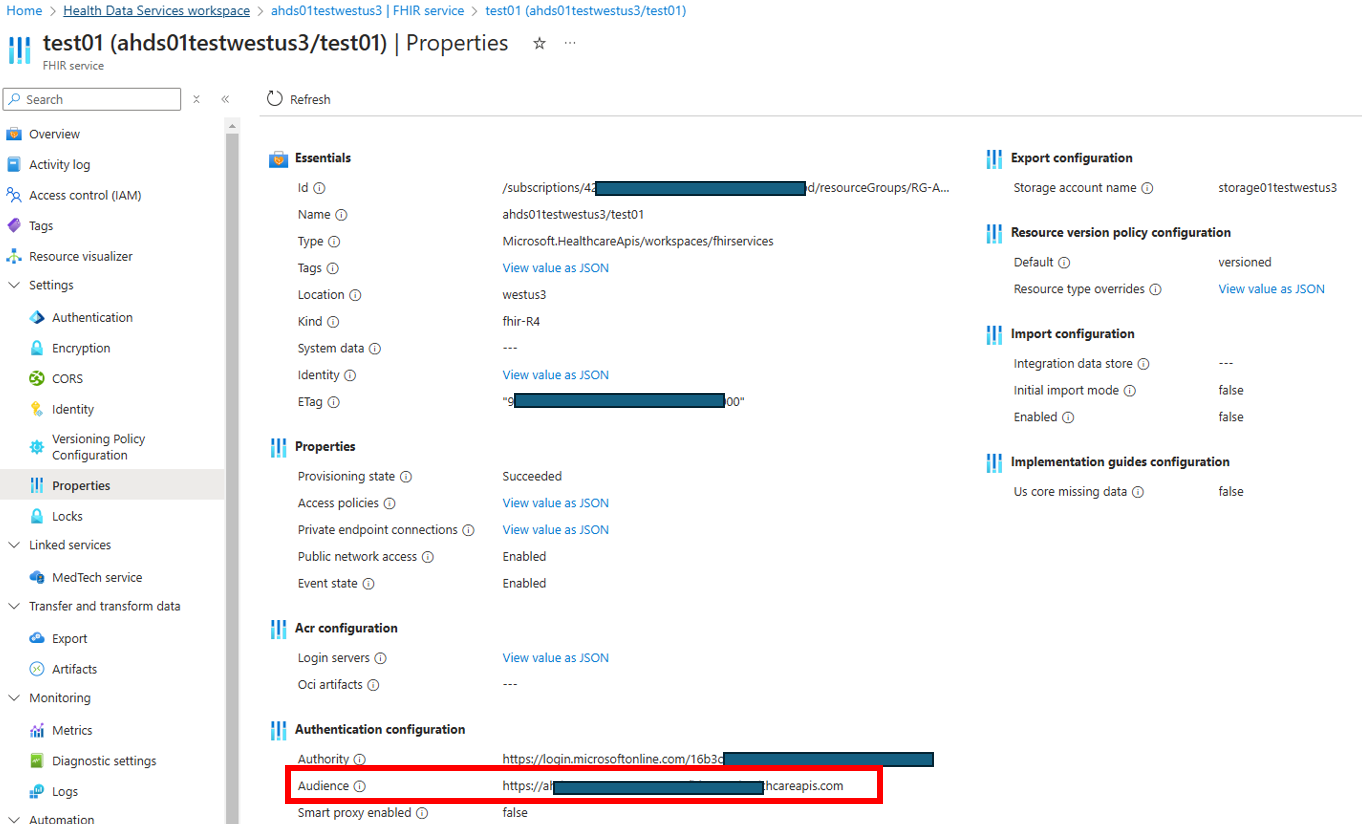 Home > Health Data Services workspace > ahds01testwestus3 | FHIR service > test01 (ahds01testwestus3/test01)
test01 (ahds01testwestus3/test01) | Properties
FHIR service
Search
Refresh
Overview
Activity log
Access control (IAM)
Tags
Resource visualizer
Settings
Authentication
Encryption
CORS
Identity
Versioning Policy
Configuration
Properties
Locks
Linked services
MedTech service
Transfer and transform data
Export
Artifacts
Monitoring
Metrics
Diagnostic settings
Logs
Automation
Essentials
Id /subscriptions/42 d/resourceGroups/RG-A...
Name ahds01testwestus3/test01
Type Microsoft.HealthcareApis/workspaces/fhirservices
Tags View value as JSON
Location westus3
Kind fhir-R4
System data ---
Identity View value as JSON
ETag "9 00"
Properties
Provisioning state Succeeded
Access policies View value as JSON
Private endpoint connections View value as JSON
Public network access Enabled
Event state Enabled
Acr configuration
Login servers View value as JSON
Oci artifacts ---
Authentication configuration
Authority https://login.microsoftonline.com/16b3c
Audience https://ah thcareapis.com
Smart proxy enabled false
Export configuration
Storage account name storage01testwestus3
Resource version policy configuration
Default versioned
Resource type overrides View value as JSON
Import configuration
Integration data store ---
Initial import mode false
Enabled false
Implementation guides configuration
Us core missing data false